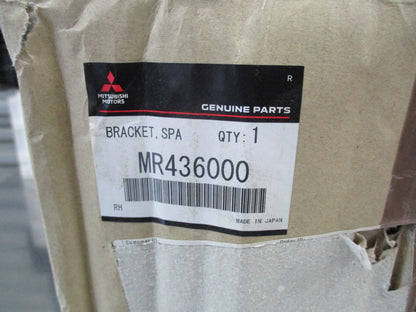 R
MITSUBISHI
MOTORS
GENUINE PARTS
BRACKET, SPA QTY: 1
MR436000
RH
MADE IN JAPAN